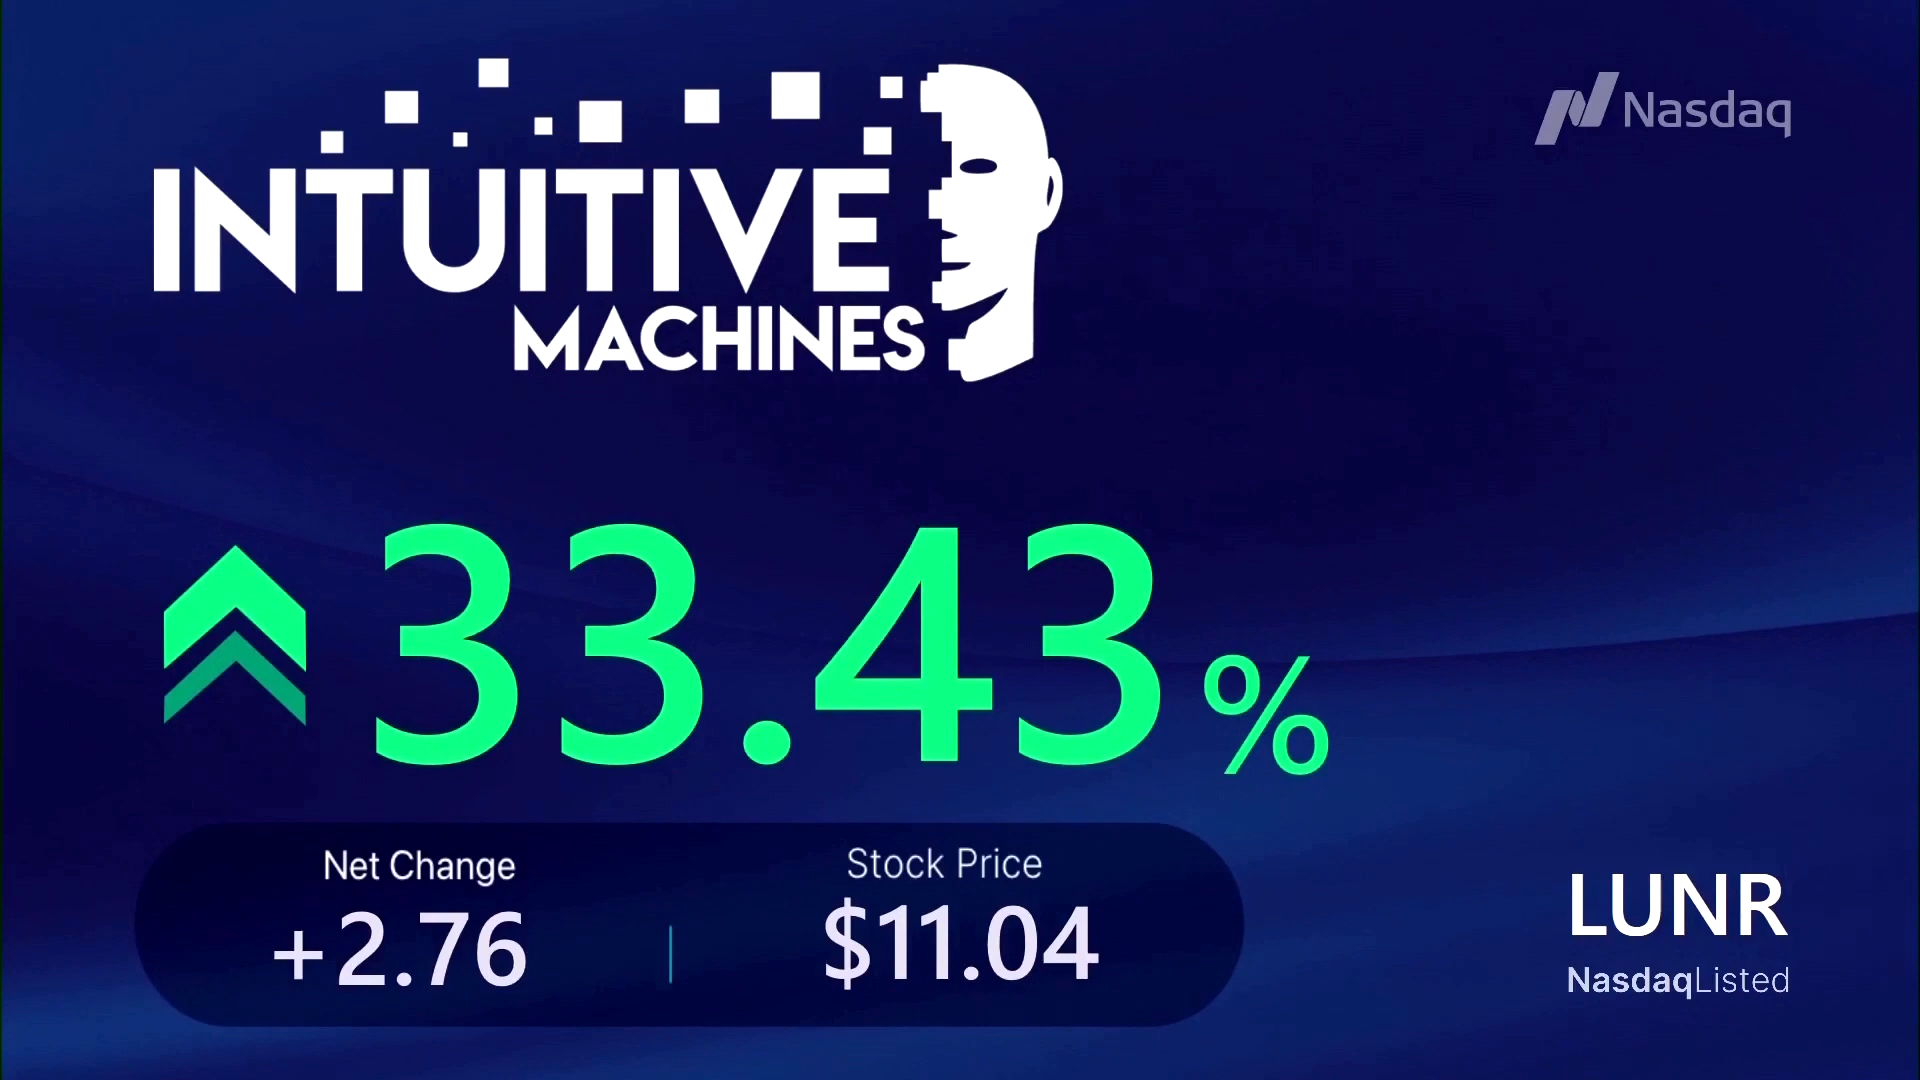 INTUITIVE
MACHINES
Nasdaq
33.43%
Net Change
+2.76
Stock Price
$11.04
LUNR
NasdaqListed